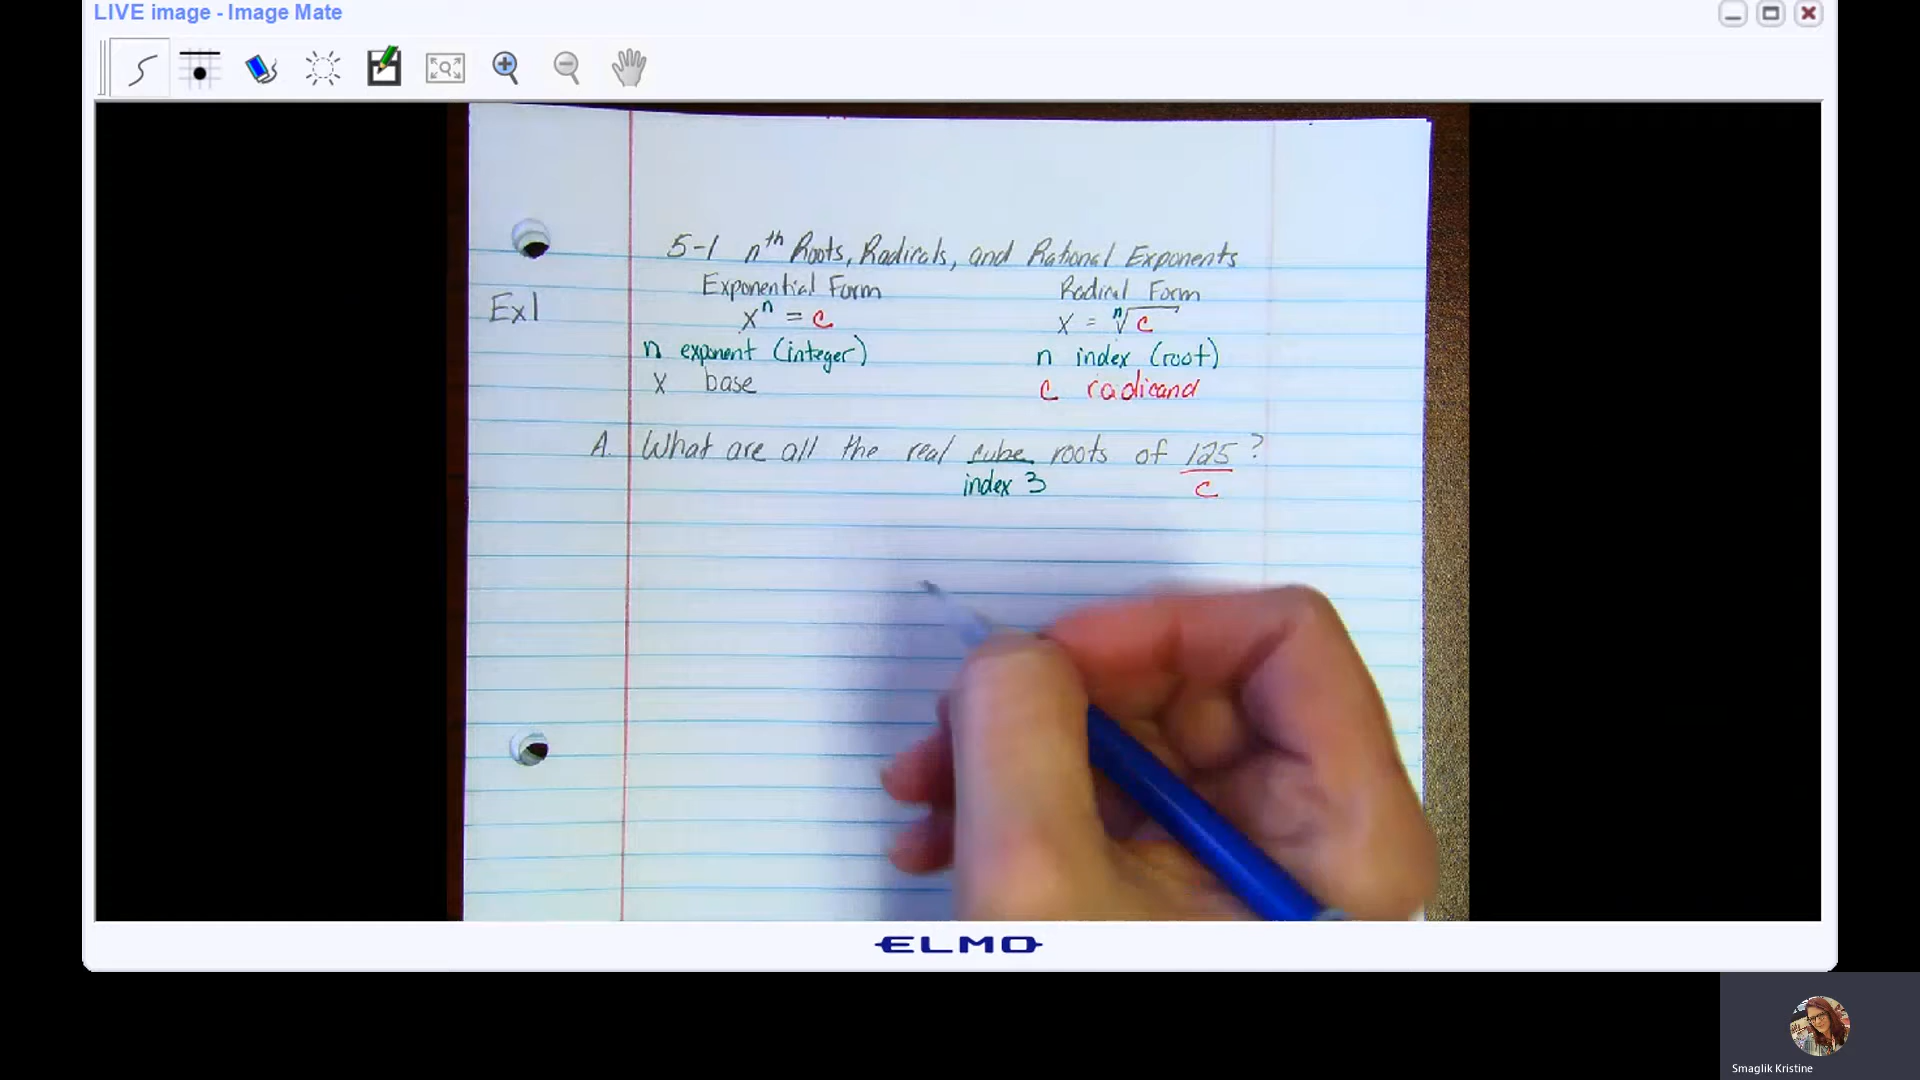 LIVE image - Image Mate
5-1 nth Roots, Radicals, and Rational Exponents
Exponential Form Radical Form
Ex1
xⁿ = c x = ⁿ√c
n exponent (integer) n index (root)
x base c radicand
A. What are all the real cube roots of 125?
index 3 c
ELMO
Smaglik Kristine